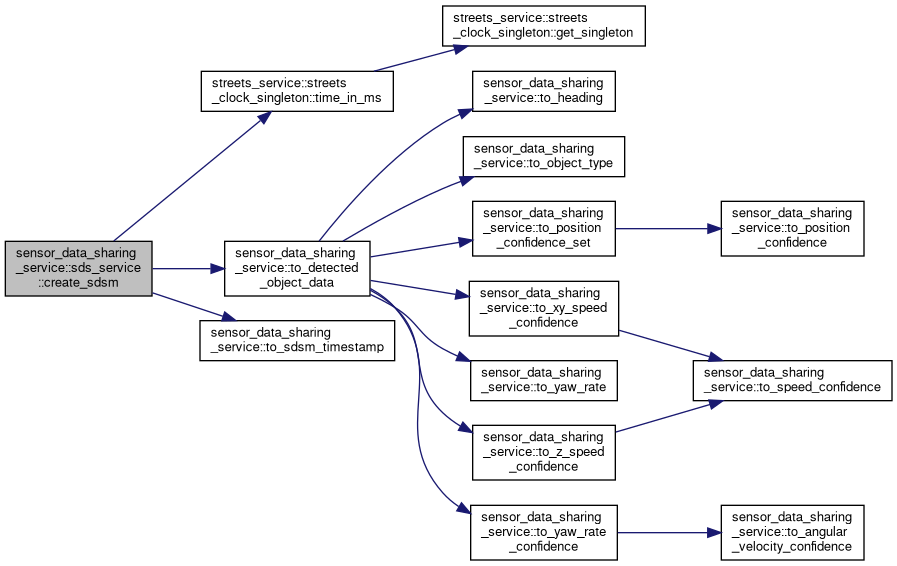 streets_service::streets
_clock_singleton::get_singleton
streets_service::streets
_clock_singleton::time_in_ms
sensor_data_sharing
_service::to_heading
sensor_data_sharing
_service::to_object_type
sensor_data_sharing
_service::to_position
_confidence_set
sensor_data_sharing
_service::to_position
_confidence
sensor_data_sharing
_service::sds_service
::create_sdsm
sensor_data_sharing
_service::to_detected
_object_data
sensor_data_sharing
_service::to_xy_speed
_confidence
sensor_data_sharing
_service::to_sdsm_timestamp
sensor_data_sharing
_service::to_yaw_rate
sensor_data_sharing
_service::to_speed_confidence
sensor_data_sharing
_service::to_z_speed
_confidence
sensor_data_sharing
_service::to_yaw_rate
_confidence
sensor_data_sharing
_service::to_angular
_velocity_confidence